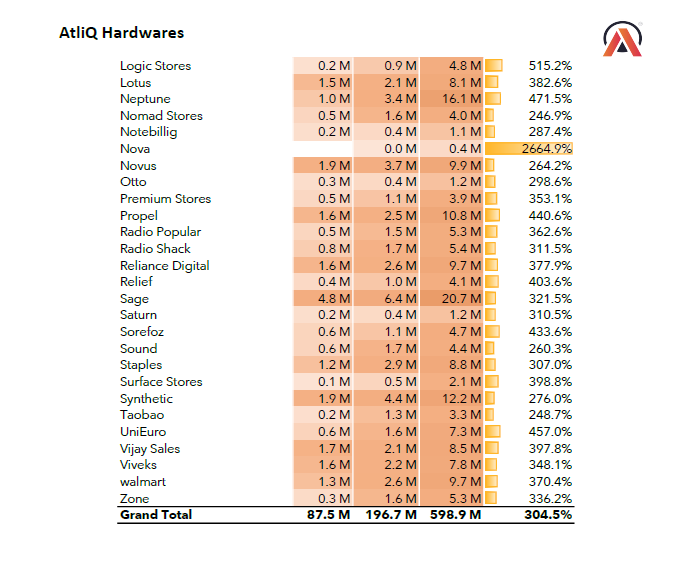 AtliQ Hardwares
Logic Stores 0.2 M 0.9 M 4.8 M 515.2%
Lotus 1.5 M 2.1 M 8.1 M 382.6%
Neptune 1.0 M 3.4 M 16.1 M 471.5%
Nomad Stores 0.5 M 1.6 M 4.0 M 246.9%
Notebillig 0.2 M 0.4 M 1.1 M 287.4%
Nova 0.0 M 0.4 M 2664.9%
Novus 1.9 M 3.7 M 9.9 M 264.2%
Otto 0.3 M 0.4 M 1.2 M 298.6%
Premium Stores 0.5 M 1.1 M 3.9 M 353.1%
Propel 1.6 M 2.5 M 10.8 M 440.6%
Radio Popular 0.5 M 1.5 M 5.3 M 362.6%
Radio Shack 0.8 M 1.7 M 5.4 M 311.5%
Reliance Digital 1.6 M 2.6 M 9.7 M 377.9%
Relief 0.4 M 1.0 M 4.1 M 403.6%
Sage 4.8 M 6.4 M 20.7 M 321.5%
Saturn 0.2 M 0.4 M 1.2 M 310.5%
Sorefoz 0.6 M 1.1 M 4.7 M 433.6%
Sound 0.6 M 1.7 M 4.4 M 260.3%
Staples 1.2 M 2.9 M 8.8 M 307.0%
Surface Stores 0.1 M 0.5 M 2.1 M 398.8%
Synthetic 1.9 M 4.4 M 12.2 M 276.0%
Taobao 0.2 M 1.3 M 3.3 M 248.7%
UniEuro 0.6 M 1.6 M 7.3 M 457.0%
Vijay Sales 1.7 M 2.1 M 8.5 M 397.8%
Viveks 1.6 M 2.2 M 7.8 M 348.1%
walmart 1.3 M 2.6 M 9.7 M 370.4%
Zone 0.3 M 1.6 M 5.3 M 336.2%
Grand Total 87.5 M 196.7 M 598.9 M 304.5%